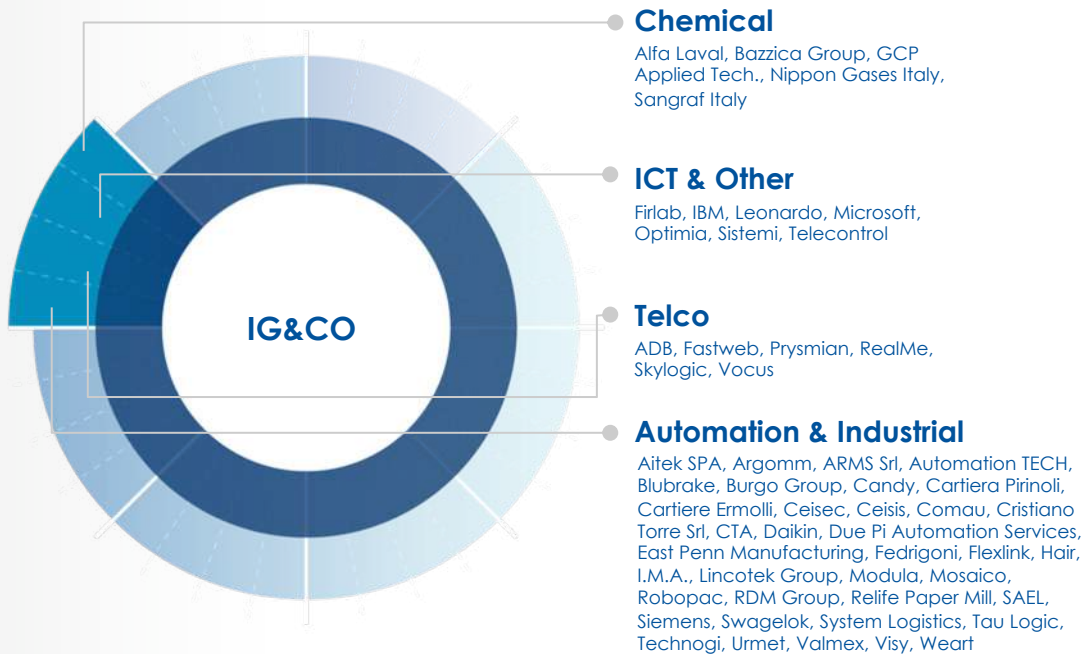 Chemical
Alfa Laval, Bazzica Group, GCP
Applied Tech., Nippon Gases Italy,
Sangraf Italy
ICT & Other
Firlab, IBM, Leonardo, Microsoft,
Optimia, Sistemi, Telecontrol
IG&CO
Telco
ADB, Fastweb, Prysmian, RealMe,
Skylogic, Vocus
Automation & Industrial
Aitek SPA, Argomm, ARMS Srl, Automation TECH,
Blubrake, Burgo Group, Candy, Cartiera Pirinoli,
Cartiere Ermolli, Ceisec, Ceisis, Comau, Cristiano
Torre Srl, CTA, Daikin, Due Pi Automation Services,
East Penn Manufacturing, Fedrigoni, Flexlink, Hair,
I.M.A., Lincotek Group, Modula, Mosaico,
Robopac, RDM Group, Relife Paper Mill, SAEL,
Siemens, Swagelok, System Logistics, Tau Logic,
Technogi, Urmet, Valmex, Visy, Weart